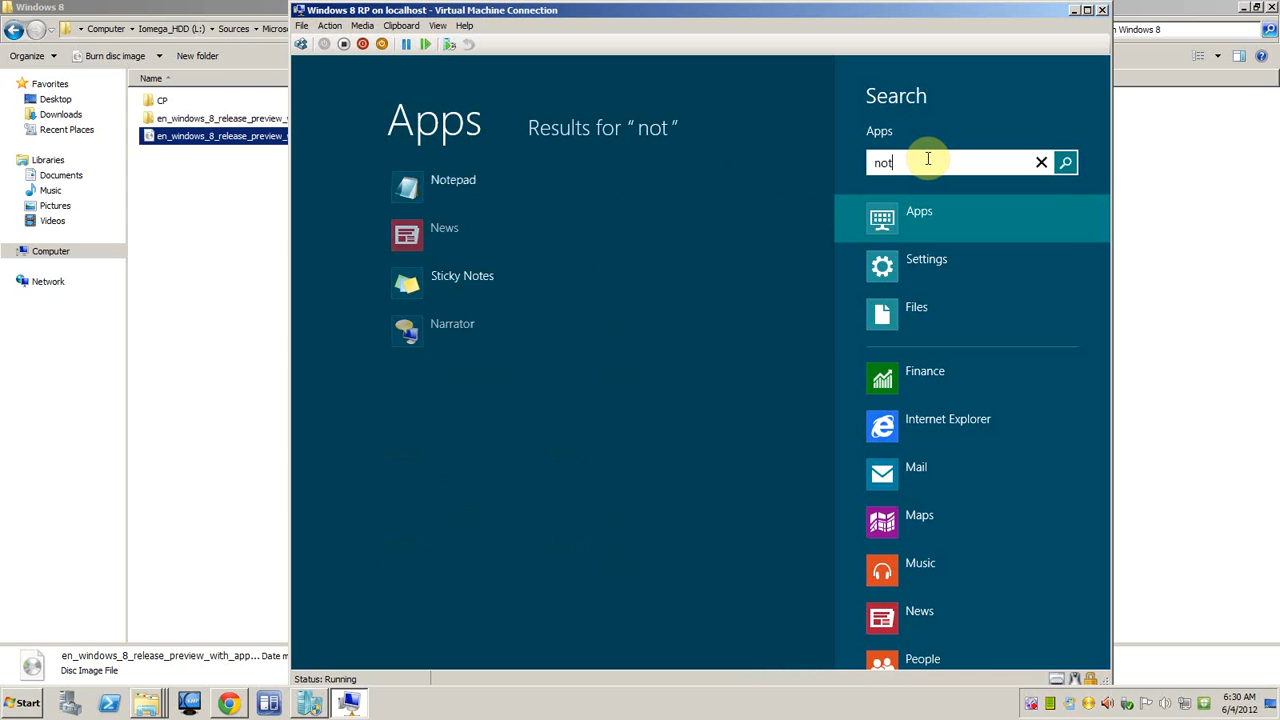 Windows 8
Computer ▸ Iomega_HDD (L:) ▸ Sources ▸ Micros
n Windows 8
Organize
Burn disc image
New folder
Favorites
Desktop
Downloads
Recent Places
Libraries
Documents
Music
Pictures
Videos
Computer
Network
Name
CP
en_windows_8_release_preview_
en_windows_8_release_preview_
Windows 8 RP on localhost - Virtual Machine Connection
File Action Media Clipboard View Help
Apps
Results for “not”
Notepad
News
Sticky Notes
Narrator
Search
Apps
not
Apps
Settings
Files
Finance
Internet Explorer
Mail
Maps
Music
News
People
Status: Running
en_windows_8_release_preview_with_app... Date m
Disc Image File
Start
6:30 AM
6/4/2012